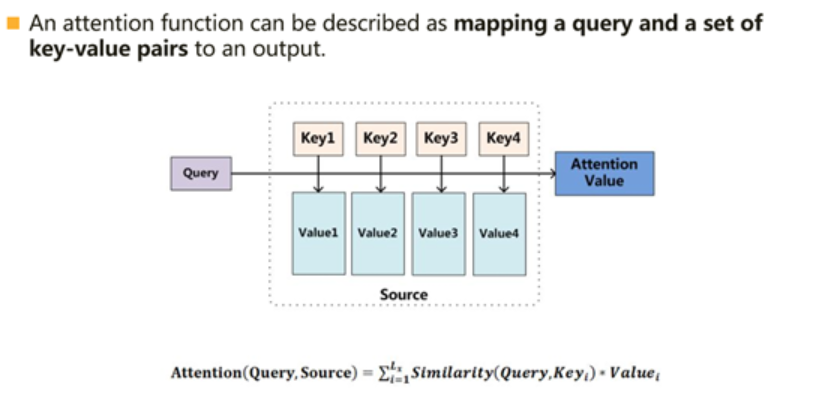 An attention function can be described as mapping a query and a set of
key-value pairs to an output.
Key1 Key2 Key3 Key4
Query
Attention
Value
Value1 Value2 Value3 Value4
Source
Attention(Query, Source) = Σ_{i=1}^{L_x} Similarity(Query, Key_i) * Value_i